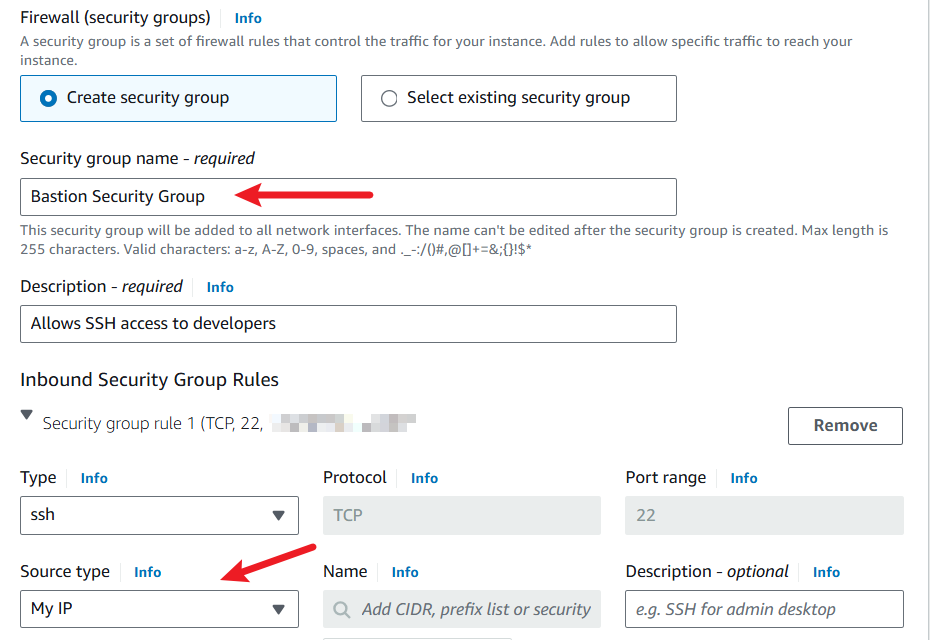 Firewall (security groups) Info
A security group is a set of firewall rules that control the traffic for your instance. Add rules to allow specific traffic to reach your
instance.
Create security group Select existing security group
Security group name - required
Bastion Security Group
This security group will be added to all network interfaces. The name can't be edited after the security group is created. Max length is
255 characters. Valid characters: a-z, A-Z, 0-9, spaces, and ._-:/()#,@[]+=&;{}!$*
Description - required Info
Allows SSH access to developers
Inbound Security Group Rules
Security group rule 1 (TCP, 22, Remove
Type Info Protocol Info Port range Info
ssh TCP 22
Source type Info Name Info Description - optional Info
My IP Add CIDR, prefix list or security e.g. SSH for admin desktop